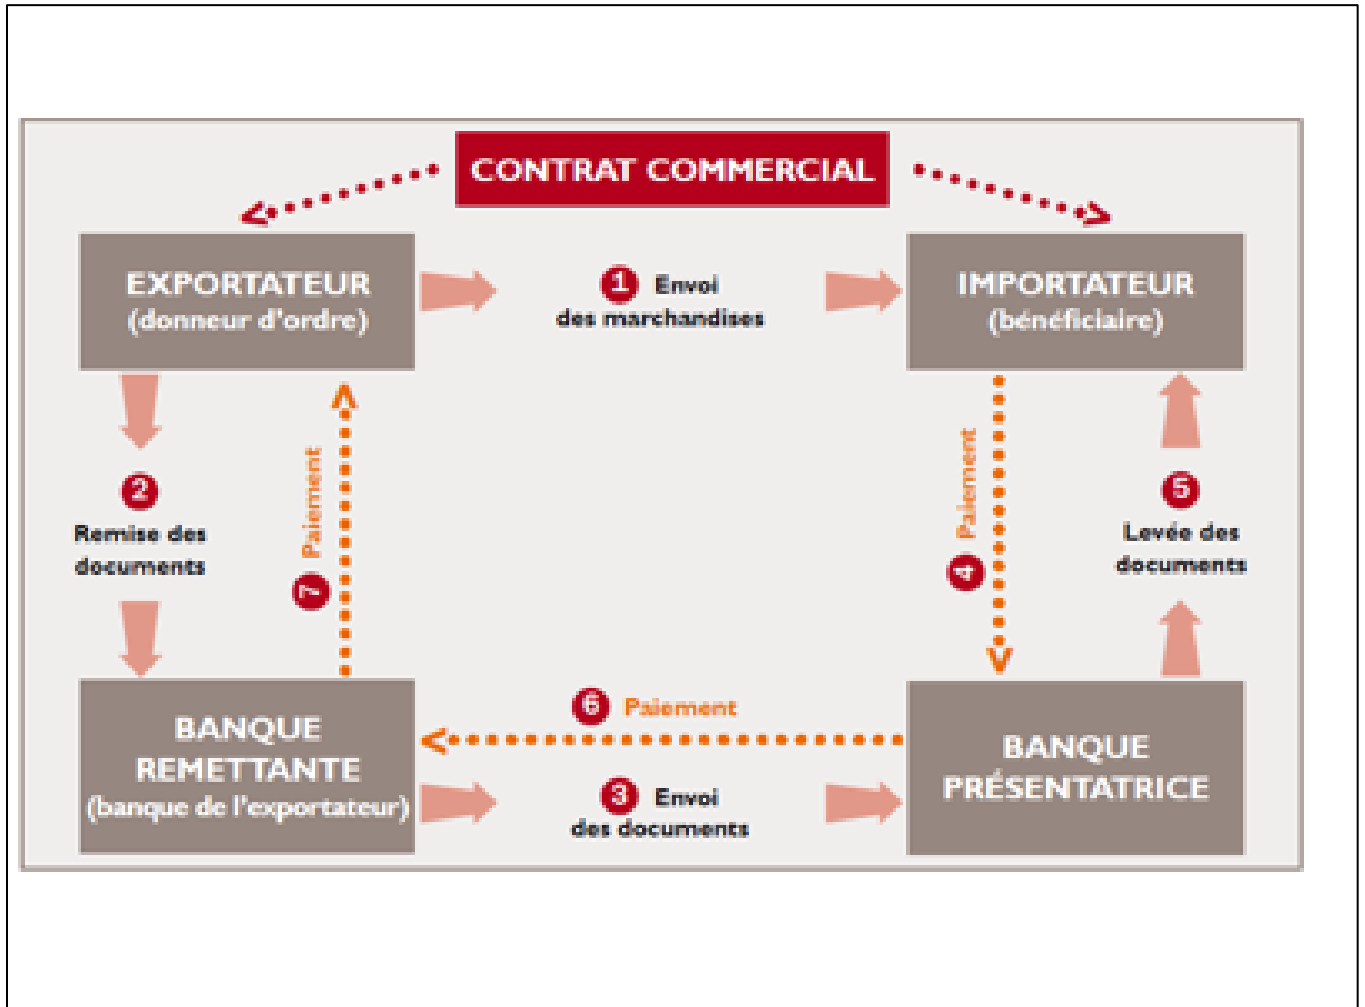 CONTRAT COMMERCIAL
EXPORTATEUR
(donneur d'ordre)
1 Envoi
des marchandises
IMPORTATEUR
(bénéficiaire)
2
Remise des
documents
7 Paiement
4 Paiement
5
Levée des
documents
BANQUE
REMETTANTE
(banque de l'exportateur)
6 Paiement
3 Envoi
des documents
BANQUE
PRÉSENTATRICE